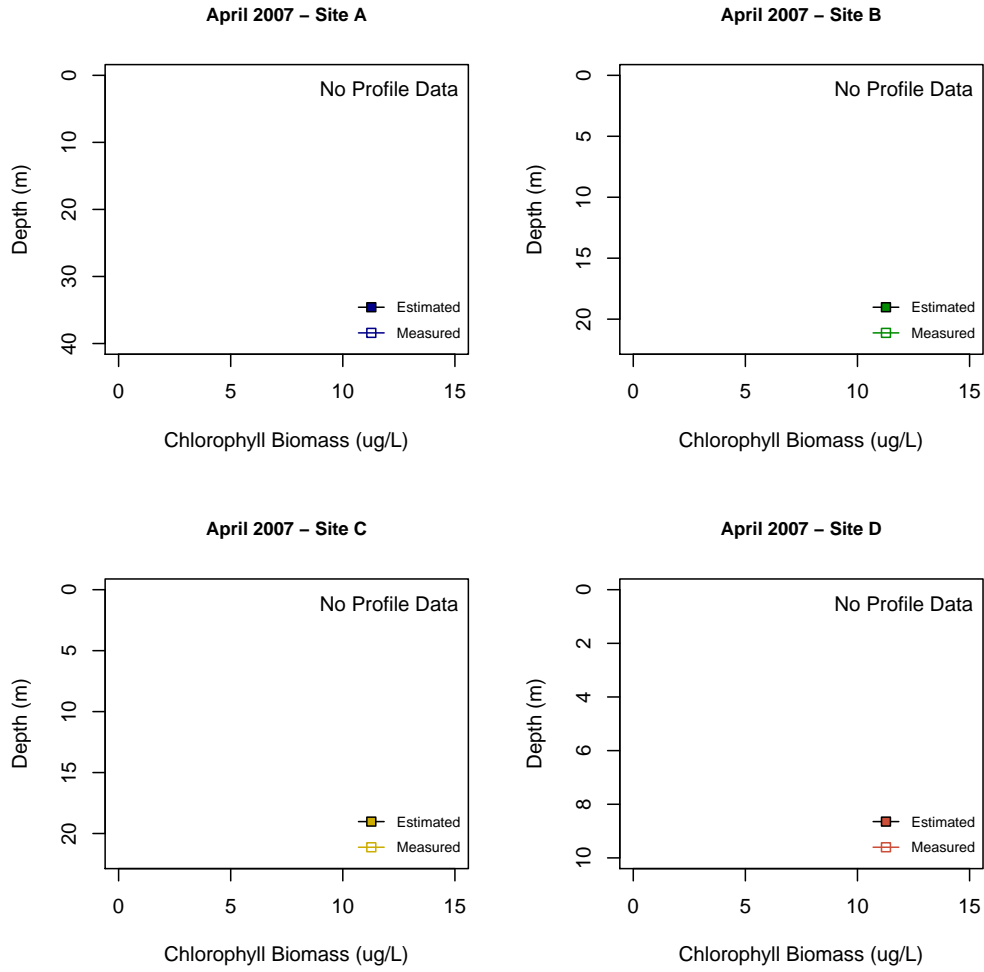 April 2007 – Site A
No Profile Data
0
10
20
30
40
Depth (m)
Estimated
Measured
0 5 10 15
Chlorophyll Biomass (ug/L)
April 2007 – Site B
No Profile Data
0
5
10
15
20
Depth (m)
Estimated
Measured
0 5 10 15
Chlorophyll Biomass (ug/L)
April 2007 – Site C
No Profile Data
0
5
10
15
20
Depth (m)
Estimated
Measured
0 5 10 15
Chlorophyll Biomass (ug/L)
April 2007 – Site D
No Profile Data
0
2
4
6
8
10
Depth (m)
Estimated
Measured
0 5 10 15
Chlorophyll Biomass (ug/L)